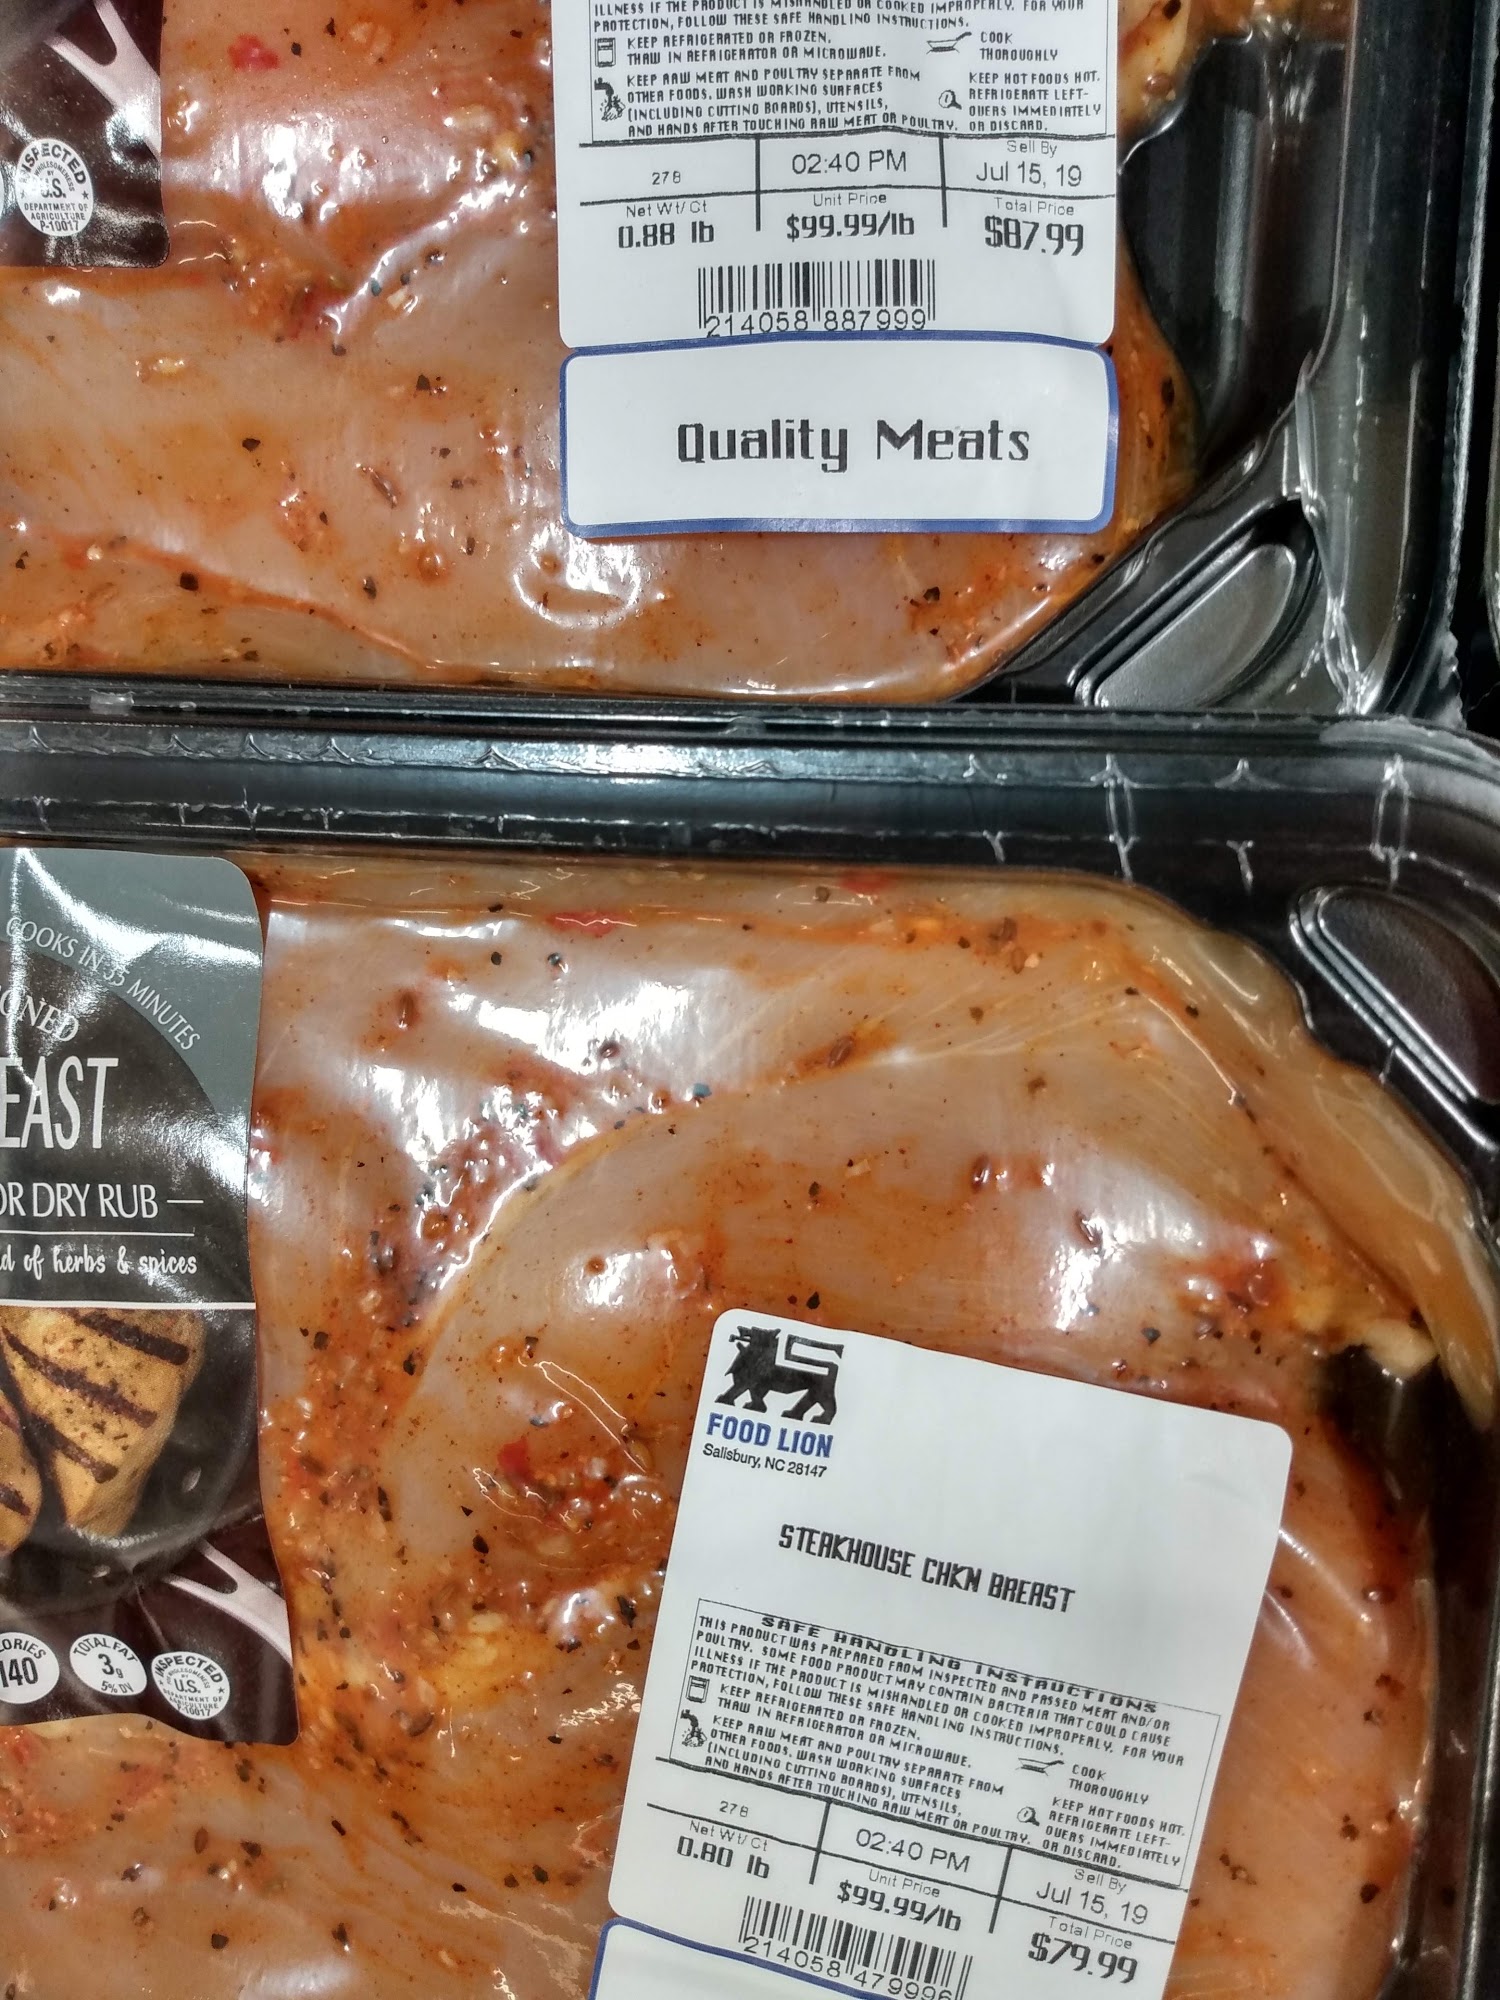 ILLNESS IF THE PRODUCT IS MISHANDLED OR COOKED IMPROPERLY. FOR YOUR
PROTECTION, FOLLOW THESE SAFE HANDLING INSTRUCTIONS.
KEEP REFRIGERATED OR FROZEN.
THAW IN REFRIGERATOR OR MICROWAVE.
COOK
THOROUGHLY
KEEP RAW MEAT AND POULTRY SEPARATE FROM
OTHER FOODS. WASH WORKING SURFACES
(INCLUDING CUTTING BOARDS), UTENSILS,
AND HANDS AFTER TOUCHING RAW MEAT OR POULTRY.
KEEP HOT FOODS HOT.
REFRIGERATE LEFT-
OVERS IMMEDIATELY
OR DISCARD.
278
02:40 PM
Sell By
Jul 15, 19
Net Wt/Ct
0.88 lb
Unit Price
$99.99/lb
Total Price
$87.99
214058 887999
Quality Meats
U.S.
DEPARTMENT OF
AGRICULTURE
P-10017
COOKS IN 35 MINUTES
ONED
EAST
OR DRY RUB
d of herbs & spices
ORIES
140
TOTAL FAT
3g
5% DV
INSPECTED
U.S.
FOOD LION
Salisbury, NC 28147
STEAKHOUSE CHKN BREAST
SAFE HANDLING INSTRUCTIONS
THIS PRODUCT WAS PREPARED FROM INSPECTED AND PASSED MEAT AND/OR
POULTRY. SOME FOOD PRODUCT MAY CONTAIN BACTERIA THAT COULD CAUSE
ILLNESS IF THE PRODUCT IS MISHANDLED OR COOKED IMPROPERLY. FOR YOUR
PROTECTION, FOLLOW THESE SAFE HANDLING INSTRUCTIONS.
KEEP REFRIGERATED OR FROZEN.
THAW IN REFRIGERATOR OR MICROWAVE.
COOK
THOROUGHLY
KEEP RAW MEAT AND POULTRY SEPARATE FROM
OTHER FOODS. WASH WORKING SURFACES
(INCLUDING CUTTING BOARDS), UTENSILS,
AND HANDS AFTER TOUCHING RAW MEAT OR POULTRY.
KEEP HOT FOODS HOT.
REFRIGERATE LEFT-
OVERS IMMEDIATELY
OR DISCARD.
278
02:40 PM
Sell By
Jul 15, 19
Net Wt/Ct
0.80 lb
Unit Price
$99.99/lb
Total Price
$79.99
214058 479996